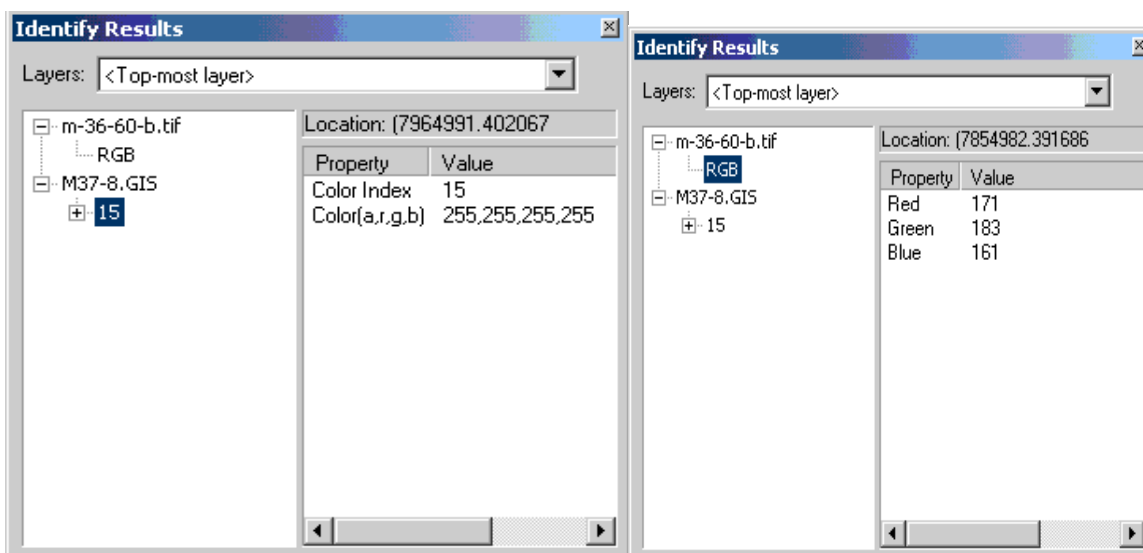 Identify Results
Layers: <Top-most layer>
m-36-60-b.tif
RGB
M37-8.GIS
15
Location: (7964991.402067
Property Value
Color Index 15
Color(a,r,g,b) 255,255,255,255
Identify Results
Layers: <Top-most layer>
m-36-60-b.tif
RGB
M37-8.GIS
15
Location: (7854982.391686
Property Value
Red 171
Green 183
Blue 161